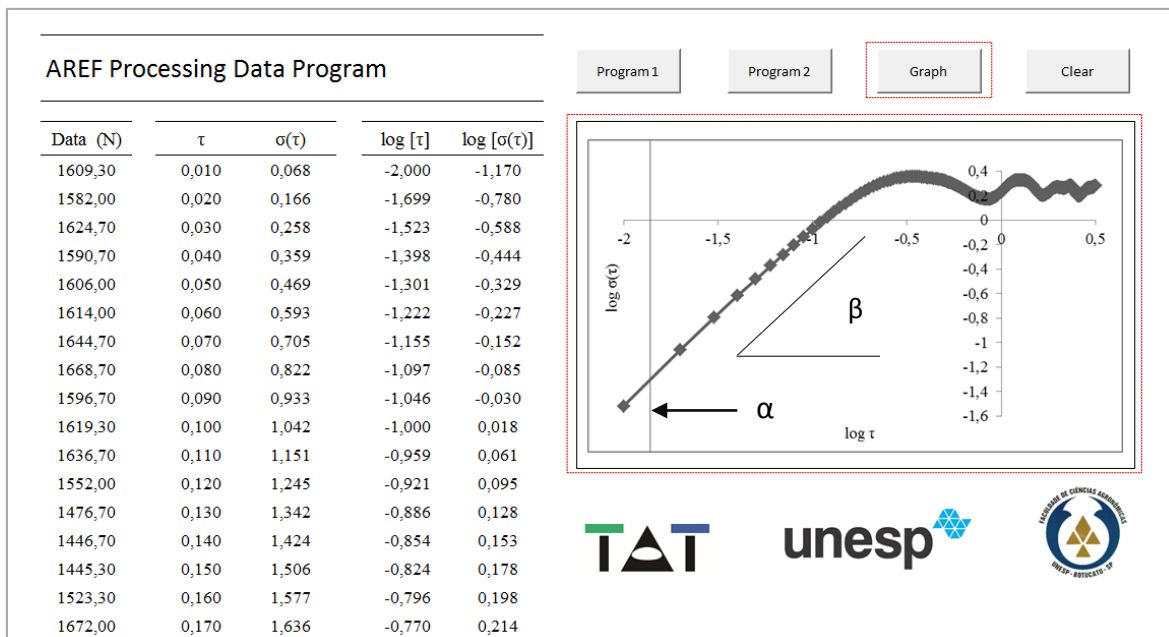 AREF Processing Data Program
Data (N) τ σ(τ) log [τ] log [σ(τ)]
1609,30 0,010 0,068 -2,000 -1,170
1582,00 0,020 0,166 -1,699 -0,780
1624,70 0,030 0,258 -1,523 -0,588
1590,70 0,040 0,359 -1,398 -0,444
1606,00 0,050 0,469 -1,301 -0,329
1614,00 0,060 0,593 -1,222 -0,227
1644,70 0,070 0,705 -1,155 -0,152
1668,70 0,080 0,822 -1,097 -0,085
1596,70 0,090 0,933 -1,046 -0,030
1619,30 0,100 1,042 -1,000 0,018
1636,70 0,110 1,151 -0,959 0,061
1552,00 0,120 1,245 -0,921 0,095
1476,70 0,130 1,342 -0,886 0,128
1446,70 0,140 1,424 -0,854 0,153
1445,30 0,150 1,506 -0,824 0,178
1523,30 0,160 1,577 -0,796 0,198
1672,00 0,170 1,636 -0,770 0,214
Program 1 Program 2 Graph Clear
0,4
0,2
0
-2 -1,5 -1 -0,5 0 0,5
-0,2
-0,4
-0,6
-0,8
-1
-1,2
-1,4
-1,6
log σ(τ)
β
α
log τ
TAT
unesp
FACULDADE DE CIÊNCIAS AGRONÔMICAS
UNESP - BOTUCATU - SP